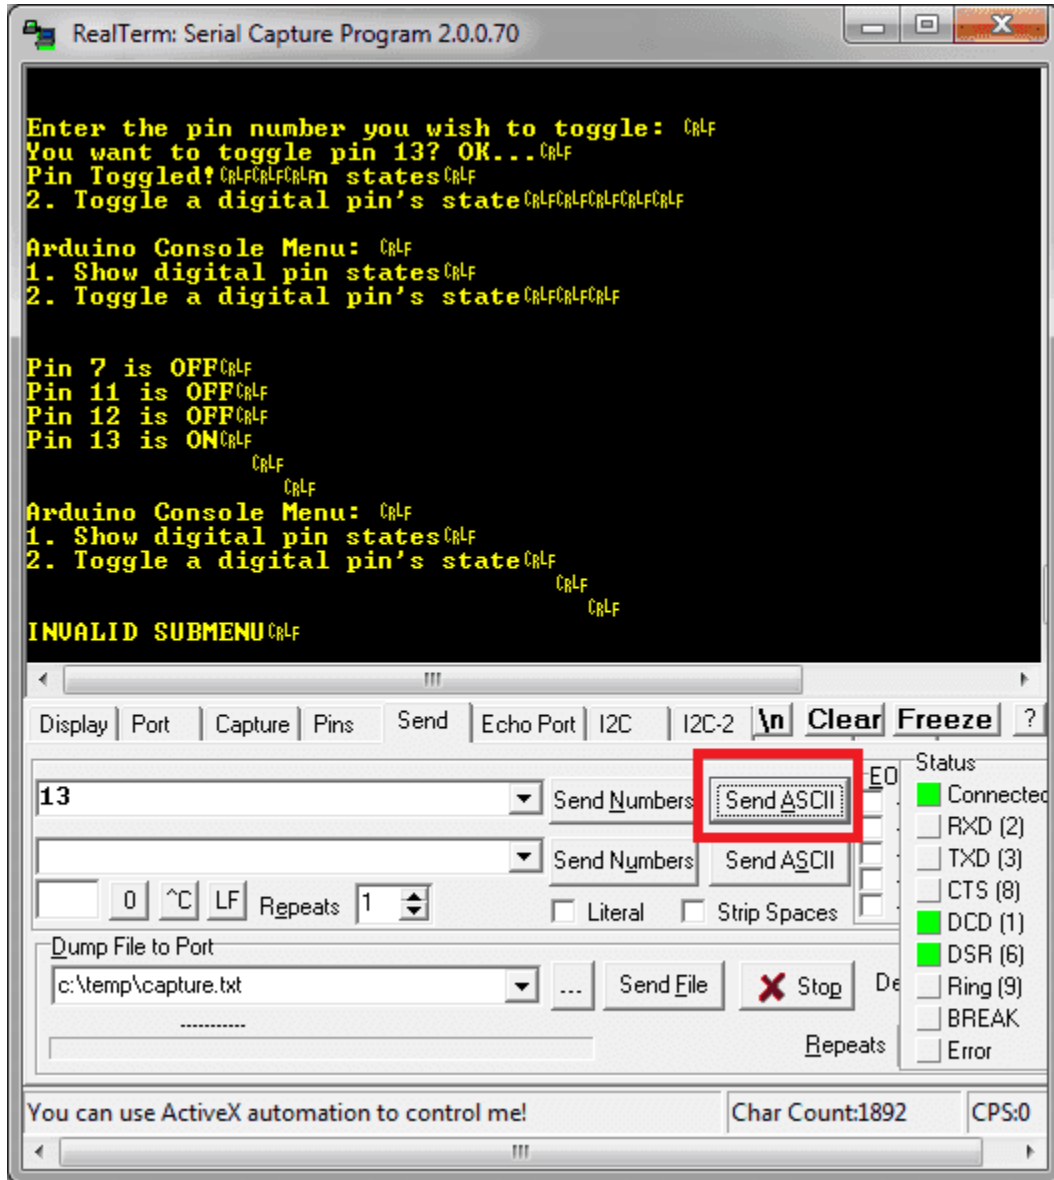 RealTerm: Serial Capture Program 2.0.0.70
Enter the pin number you wish to toggle: CRLF
You want to toggle pin 13? OK...CRLF
Pin Toggled!CRLFCRLFCRLFn statesCRLF
2. Toggle a digital pin's stateCRLFCRLFCRLFCRLFCRLF
Arduino Console Menu: CRLF
1. Show digital pin statesCRLF
2. Toggle a digital pin's stateCRLFCRLFCRLF
Pin 7 is OFFCRLF
Pin 11 is OFFCRLF
Pin 12 is OFFCRLF
Pin 13 is ONCRLF
CRLF
CRLF
Arduino Console Menu: CRLF
1. Show digital pin statesCRLF
2. Toggle a digital pin's stateCRLF
CRLF
CRLF
INVALID SUBMENUCRLF
Display Port Capture Pins Send Echo Port I2C I2C-2 \n Clear Freeze ?
EO Status
13 Send Numbers Send ASCII Connected
RXD (2)
Send Numbers Send ASCII TXD (3)
0 ^C LF Repeats 1 Literal Strip Spaces CTS (8)
DCD (1)
Dump File to Port DSR (6)
c:\temp\capture.txt ... Send File Stop De Ring (9)
----------- BREAK
Repeats Error
You can use ActiveX automation to control me! Char Count:1892 CPS:0